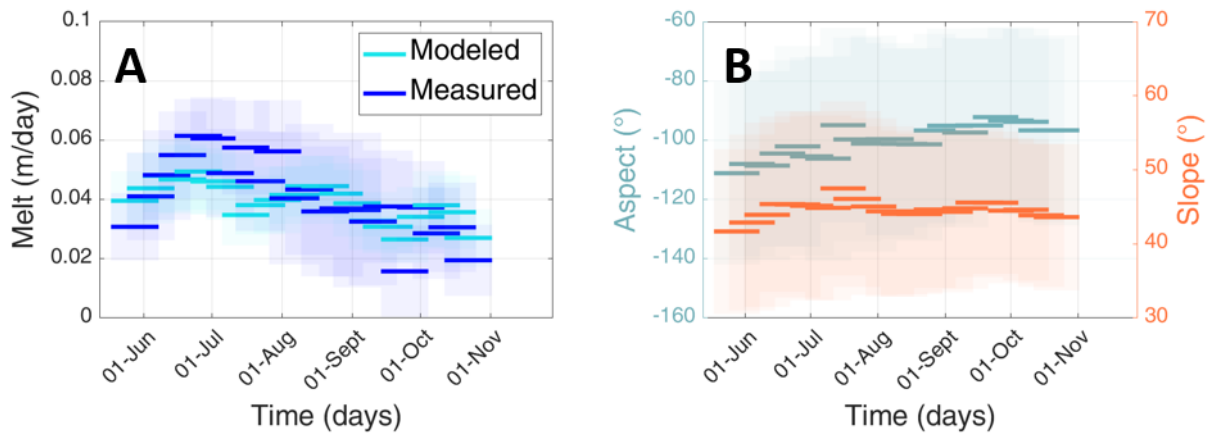 A
Modeled
Measured
Melt (m/day)
0.1
0.08
0.06
0.04
0.02
0
01-Jun
01-Jul
01-Aug
01-Sept
01-Oct
01-Nov
Time (days)
B
Aspect (°)
-60
-80
-100
-120
-140
-160
Slope (°)
70
60
50
40
30
01-Jun
01-Jul
01-Aug
01-Sept
01-Oct
01-Nov
Time (days)